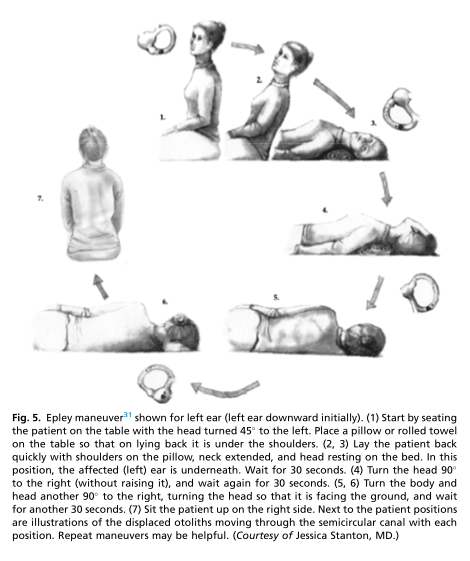 1.
2.
3.
7.
4.
6.
5.
Fig. 5. Epley maneuver31 shown for left ear (left ear downward initially). (1) Start by seating
the patient on the table with the head turned 45° to the left. Place a pillow or rolled towel
on the table so that on lying back it is under the shoulders. (2, 3) Lay the patient back
quickly with shoulders on the pillow, neck extended, and head resting on the bed. In this
position, the affected (left) ear is underneath. Wait for 30 seconds. (4) Turn the head 90°
to the right (without raising it), and wait again for 30 seconds. (5, 6) Turn the body and
head another 90° to the right, turning the head so that it is facing the ground, and wait
for another 30 seconds. (7) Sit the patient up on the right side. Next to the patient positions
are illustrations of the displaced otoliths moving through the semicircular canal with each
position. Repeat maneuvers may be helpful. (Courtesy of Jessica Stanton, MD.)